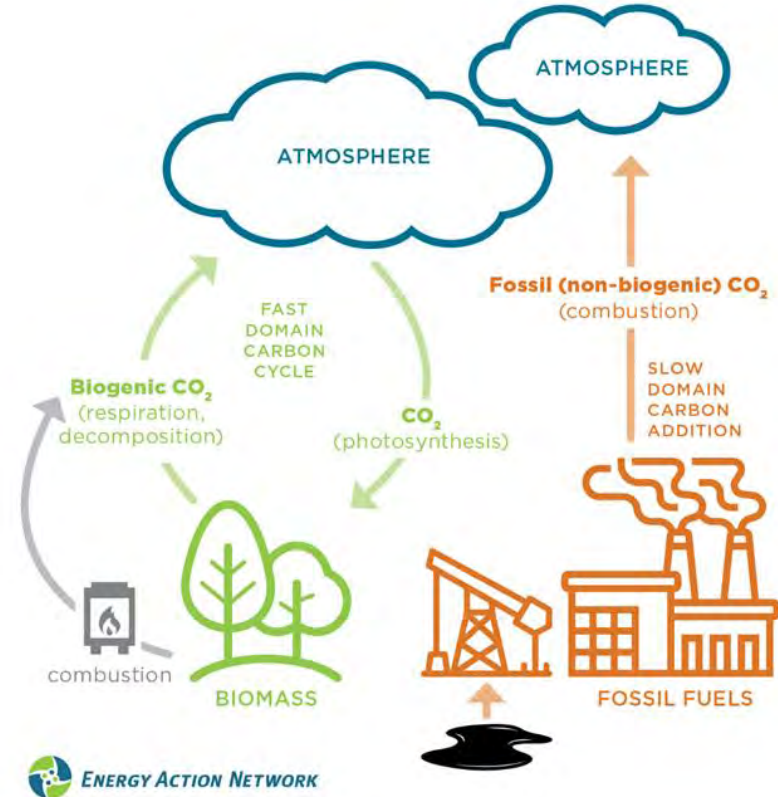 ATMOSPHERE
ATMOSPHERE
Fossil (non-biogenic) CO₂
(combustion)
FAST
DOMAIN
CARBON
CYCLE
SLOW
DOMAIN
CARBON
ADDITION
Biogenic CO₂
(respiration,
decomposition)
CO₂
(photosynthesis)
combustion
BIOMASS
FOSSIL FUELS
ENERGY ACTION NETWORK